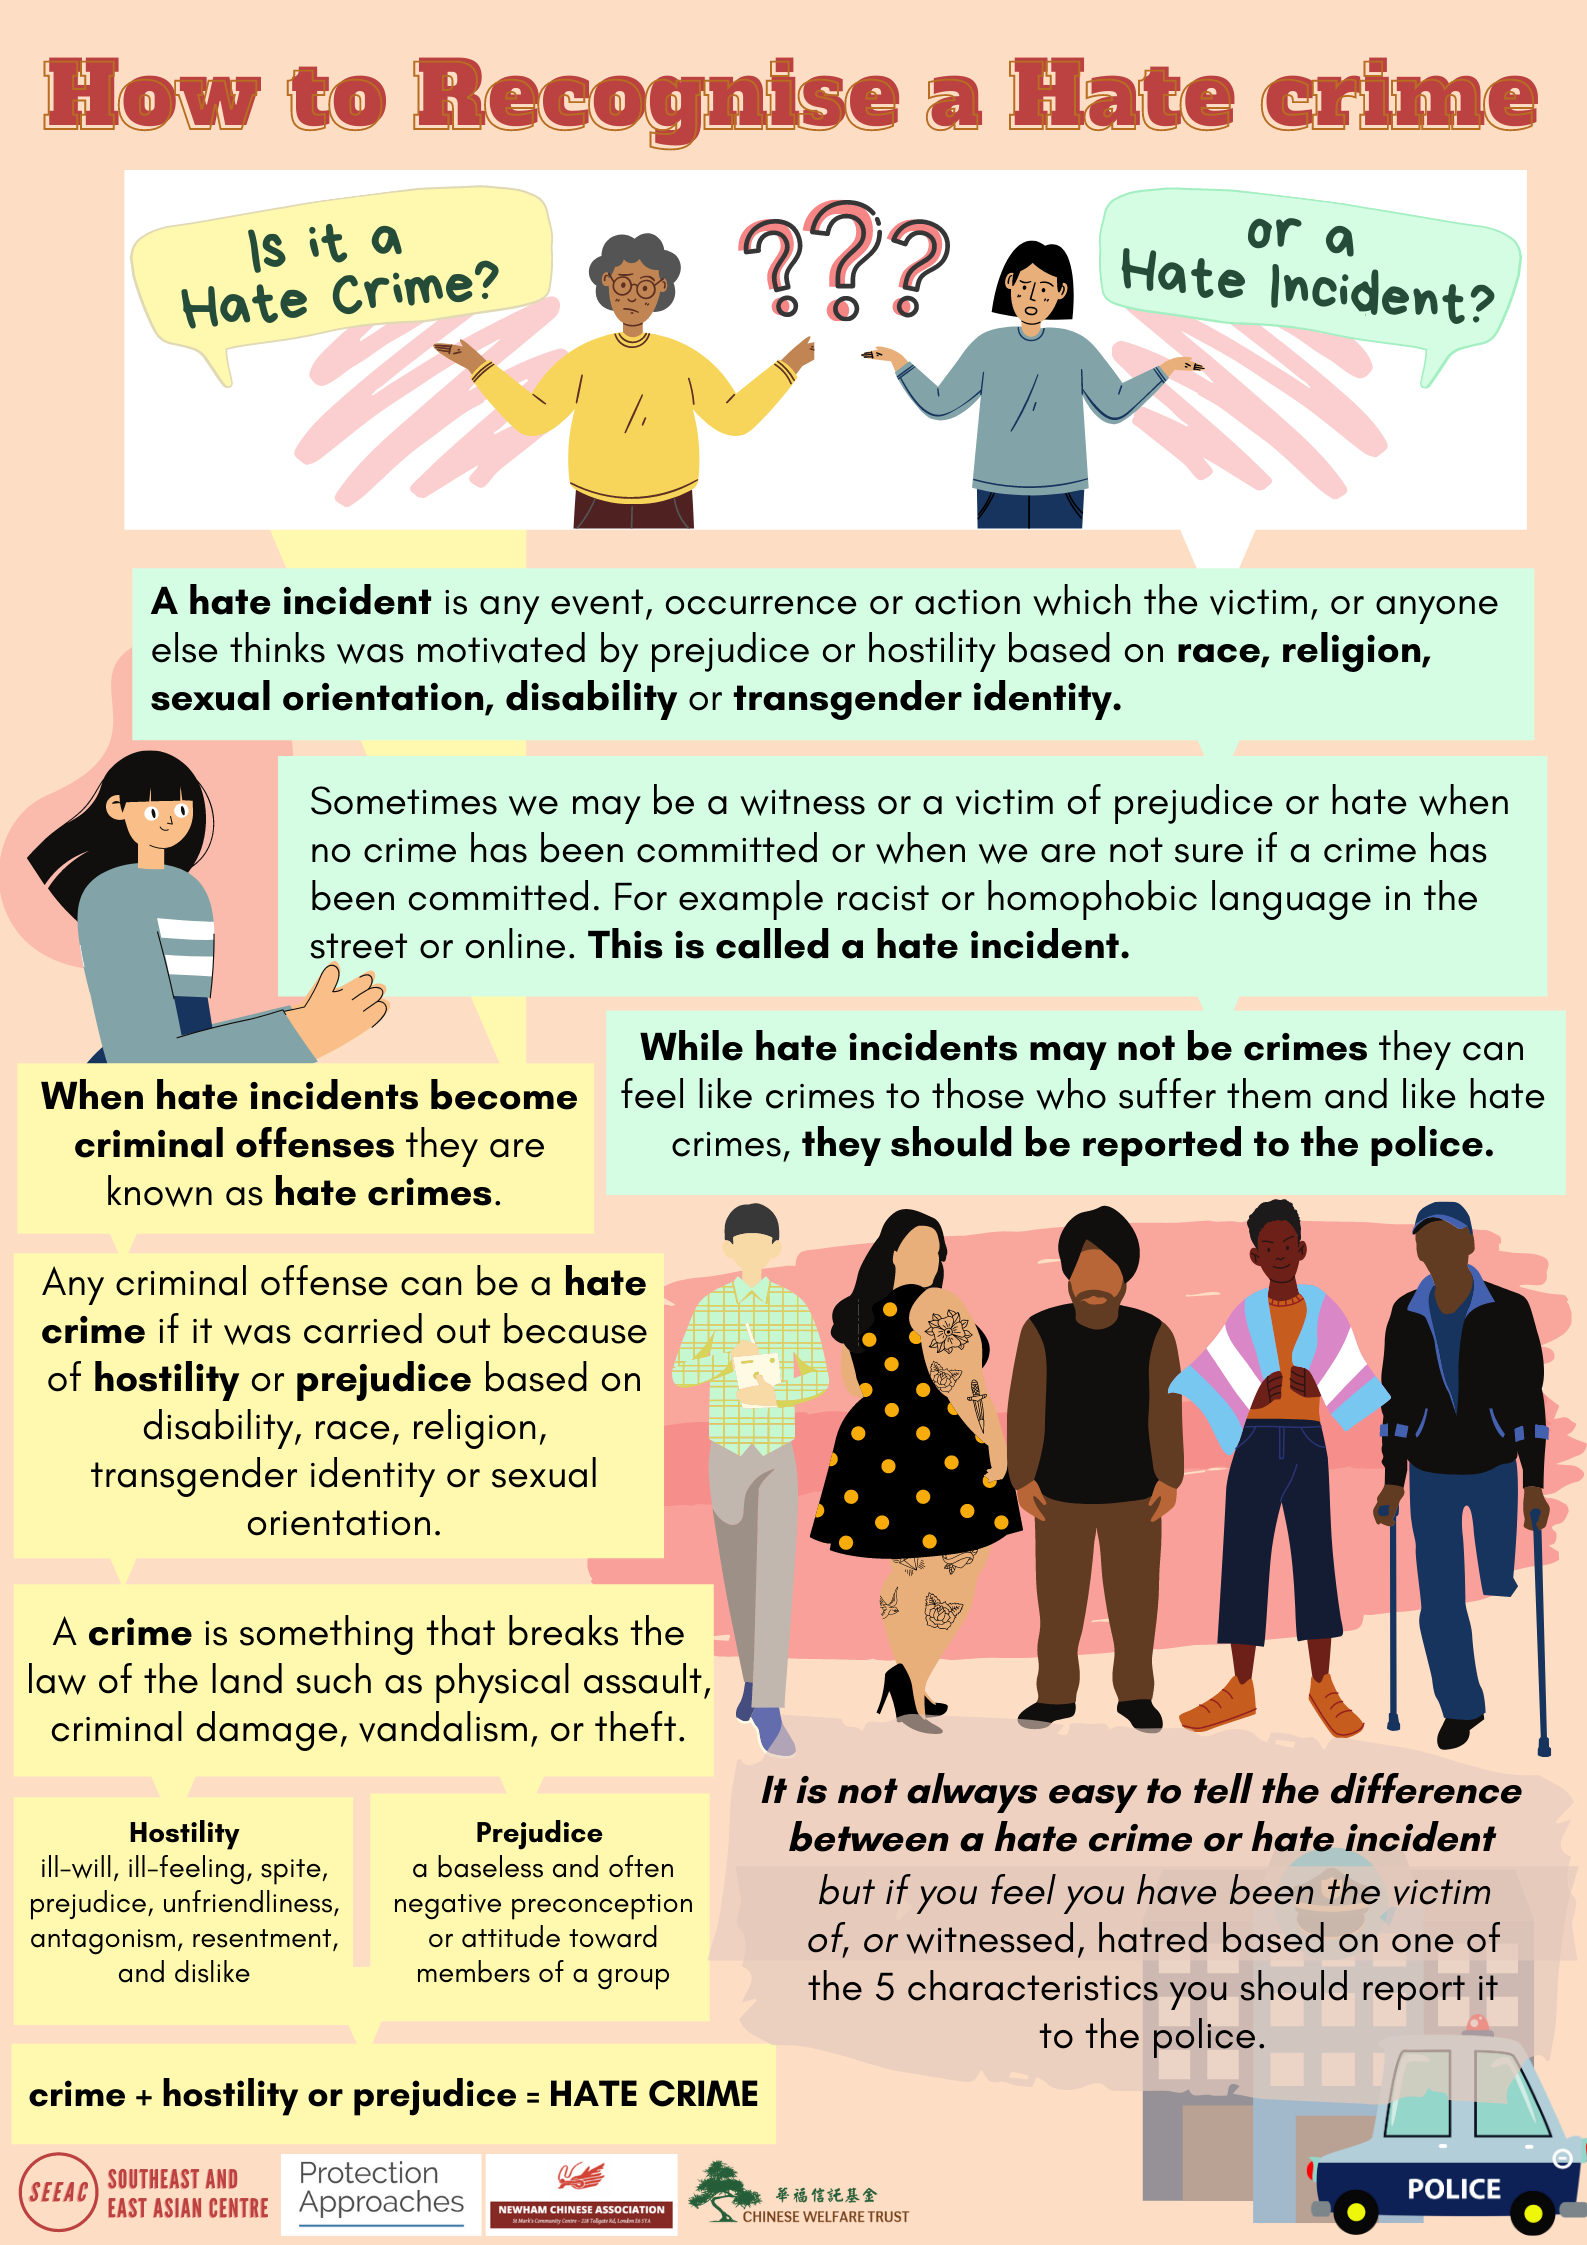 How to Recognise a Hate crime
Is it a
Hate Crime?
or a
Hate Incident?
A hate incident is any event, occurrence or action which the victim, or anyone
else thinks was motivated by prejudice or hostility based on race, religion,
sexual orientation, disability or transgender identity.
Sometimes we may be a witness or a victim of prejudice or hate when
no crime has been committed or when we are not sure if a crime has
been committed. For example racist or homophobic language in the
street or online. This is called a hate incident.
While hate incidents may not be crimes they can
feel like crimes to those who suffer them and like hate
crimes, they should be reported to the police.
When hate incidents become
criminal offenses they are
known as hate crimes.
Any criminal offense can be a hate
crime if it was carried out because
of hostility or prejudice based on
disability, race, religion,
transgender identity or sexual
orientation.
A crime is something that breaks the
law of the land such as physical assault,
criminal damage, vandalism, or theft.
Hostility
ill-will, ill-feeling, spite,
prejudice, unfriendliness,
antagonism, resentment,
and dislike
Prejudice
a baseless and often
negative preconception
or attitude toward
members of a group
crime + hostility or prejudice = HATE CRIME
It is not always easy to tell the difference
between a hate crime or hate incident
but if you feel you have been the victim
of, or witnessed, hatred based on one of
the 5 characteristics you should report it
to the police.
POLICE
SEEAC
SOUTHEAST AND
EAST ASIAN CENTRE
Protection
Approaches
NEWHAM CHINESE ASSOCIATION
St Mark's Community Centre - 218 Tollgate Rd, London E6 5YA
華福信託基金
CHINESE WELFARE TRUST